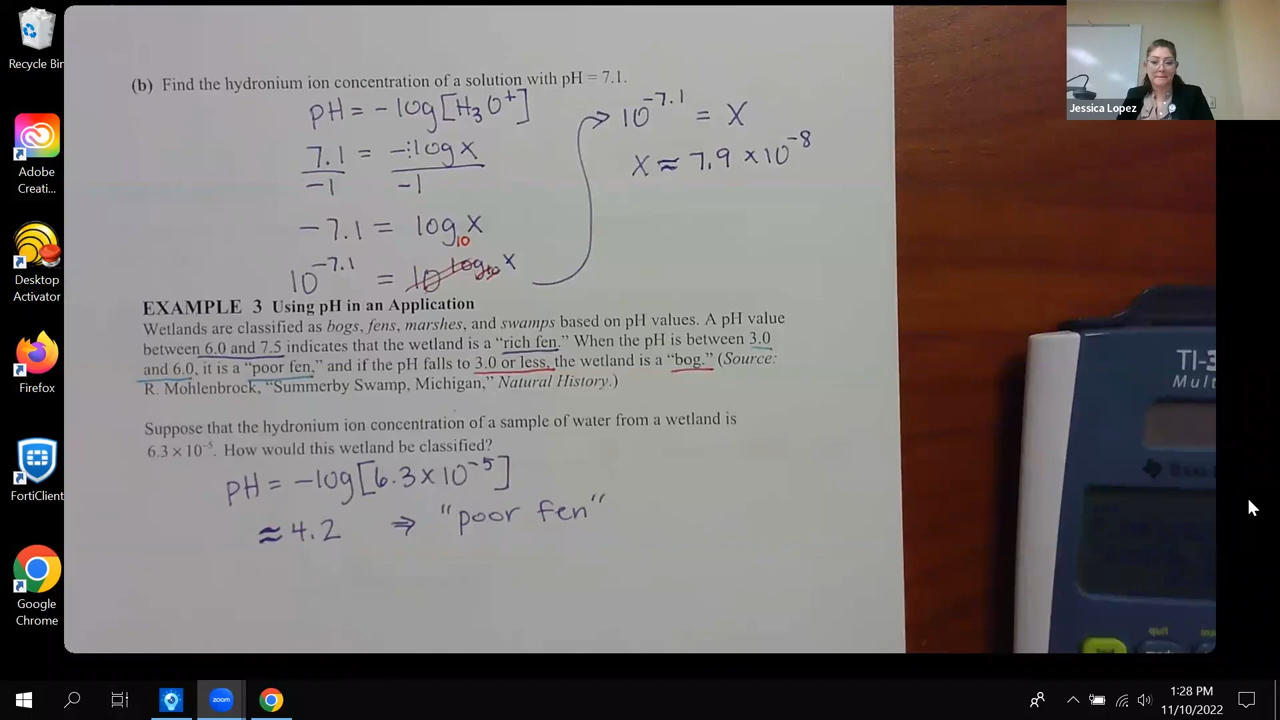 Recycle Bin
Adobe
Creati...
Desktop
Activator
Firefox
FortiClient
Google
Chrome
(b) Find the hydronium ion concentration of a solution with pH = 7.1.
pH = -log[H₃O⁺]
7.1 = -1log x
-1 -1
-7.1 = log₁₀ x
10⁻⁷·¹ = 10 log₁₀ x
10⁻⁷·¹ = x
x ≈ 7.9 × 10⁻⁸
EXAMPLE 3 Using pH in an Application
Wetlands are classified as bogs, fens, marshes, and swamps based on pH values. A pH value
between 6.0 and 7.5 indicates that the wetland is a “rich fen.” When the pH is between 3.0
and 6.0, it is a “poor fen,” and if the pH falls to 3.0 or less, the wetland is a “bog.” (Source:
R. Mohlenbrock, “Summerby Swamp, Michigan,” Natural History.)
Suppose that the hydronium ion concentration of a sample of water from a wetland is
6.3 × 10⁻⁵. How would this wetland be classified?
pH = -log[6.3 × 10⁻⁵]
≈ 4.2 ⇒ "poor fen"
Jessica Lopez
TI-3
Mult
quit
zoom
1:28 PM
11/10/2022